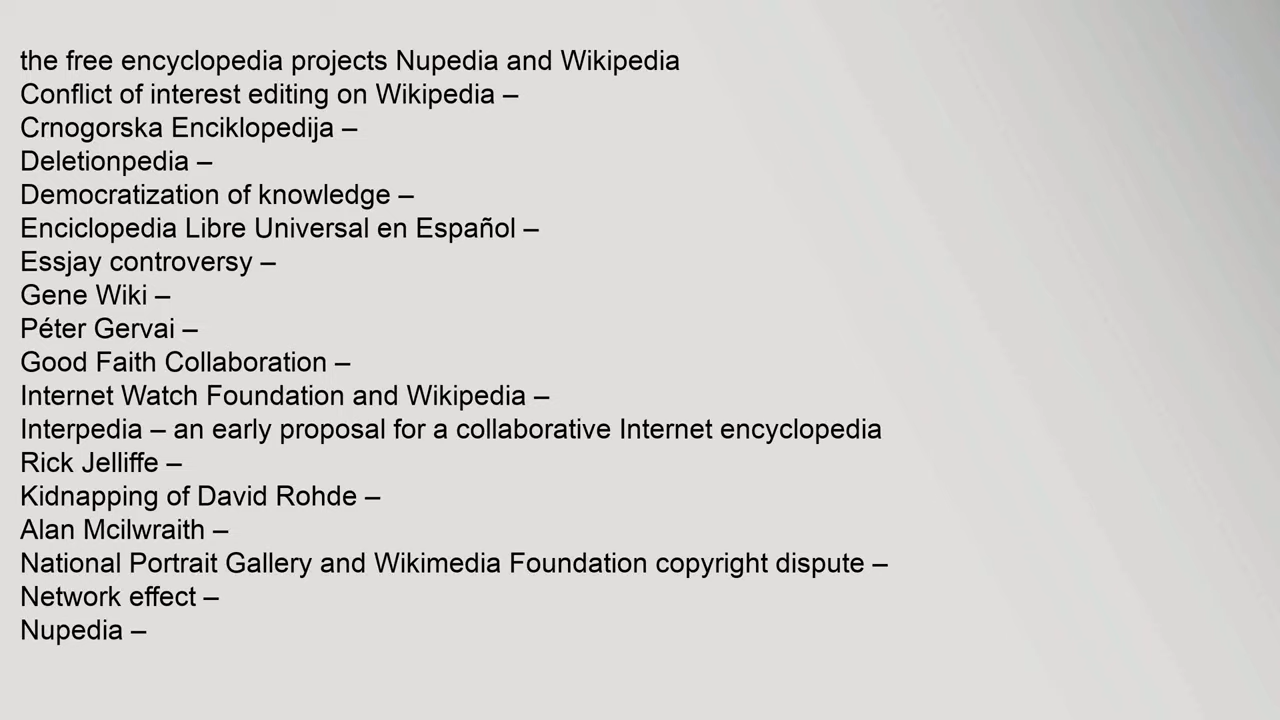 the free encyclopedia projects Nupedia and Wikipedia
Conflict of interest editing on Wikipedia –
Crnogorska Enciklopedija –
Deletionpedia –
Democratization of knowledge –
Enciclopedia Libre Universal en Español –
Essjay controversy –
Gene Wiki –
Péter Gervai –
Good Faith Collaboration –
Internet Watch Foundation and Wikipedia –
Interpedia – an early proposal for a collaborative Internet encyclopedia
Rick Jelliffe –
Kidnapping of David Rohde –
Alan Mcilwraith –
National Portrait Gallery and Wikimedia Foundation copyright dispute –
Network effect –
Nupedia –